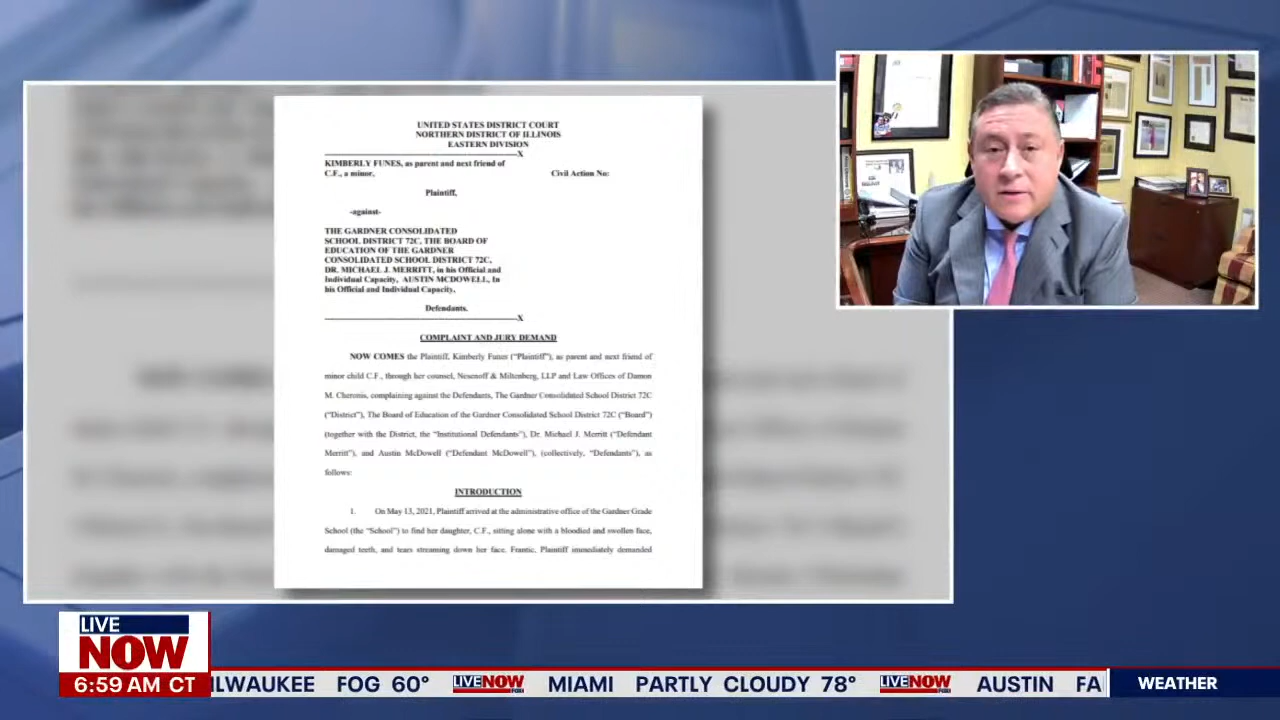 UNITED STATES DISTRICT COURT
NORTHERN DISTRICT OF ILLINOIS
EASTERN DIVISION
X
KIMBERLY FUNES, as parent and next friend of
C.F., a minor,
Civil Action No:
Plaintiff,
-against-
THE GARDNER CONSOLIDATED
SCHOOL DISTRICT 72C, THE BOARD OF
EDUCATION OF THE GARDNER
CONSOLIDATED SCHOOL DISTRICT 72C,
DR. MICHAEL J. MERRITT, in his Official and
Individual Capacity, AUSTIN MCDOWELL, In
his Official and Individual Capacity,
Defendants.
X
COMPLAINT AND JURY DEMAND
NOW COMES the Plaintiff, Kimberly Funes ("Plaintiff"), as parent and next friend of
minor child C.F., through her counsel, Nesenoff & Miltenberg, LLP and Law Offices of Damon
M. Cheronis, complaining against the Defendants, The Gardner Consolidated School District 72C
("District"), The Board of Education of the Gardner Consolidated School District 72C ("Board")
(together with the District, the "Institutional Defendants"), Dr. Michael J. Merritt ("Defendant
Merritt"), and Austin McDowell ("Defendant McDowell"), (collectively, "Defendants"), as
follows:
INTRODUCTION
1. On May 13, 2021, Plaintiff arrived at the administrative office of the Gardner Grade
School (the "School") to find her daughter, C.F., sitting alone with a bloodied and swollen face,
damaged teeth, and tears streaming down her face. Frantic, Plaintiff immediately demanded
LIVE
NOW
6:59 AM CT
ILWAUKEE FOG 60° LIVENOW FOX MIAMI PARTLY CLOUDY 78° LIVENOW FOX AUSTIN FA
WEATHER